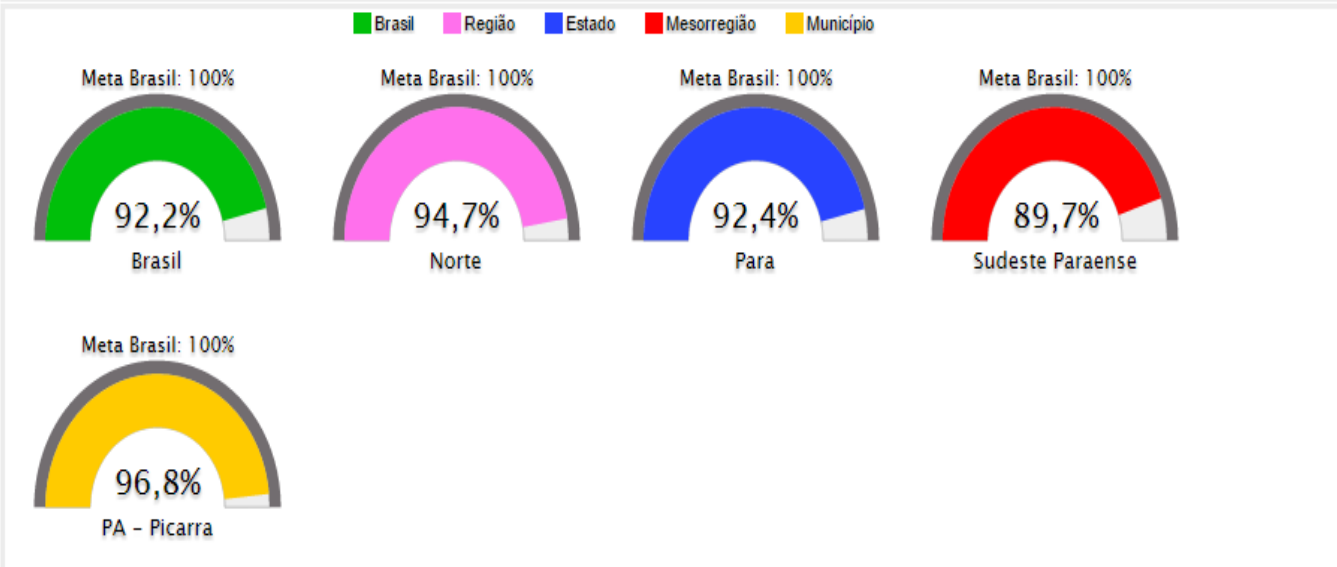 Brasil Região Estado Mesorregião Município
Meta Brasil: 100% Meta Brasil: 100% Meta Brasil: 100% Meta Brasil: 100%
92,2% 94,7% 92,4% 89,7%
Brasil Norte Para Sudeste Paraense
Meta Brasil: 100%
96,8%
PA - Picarra